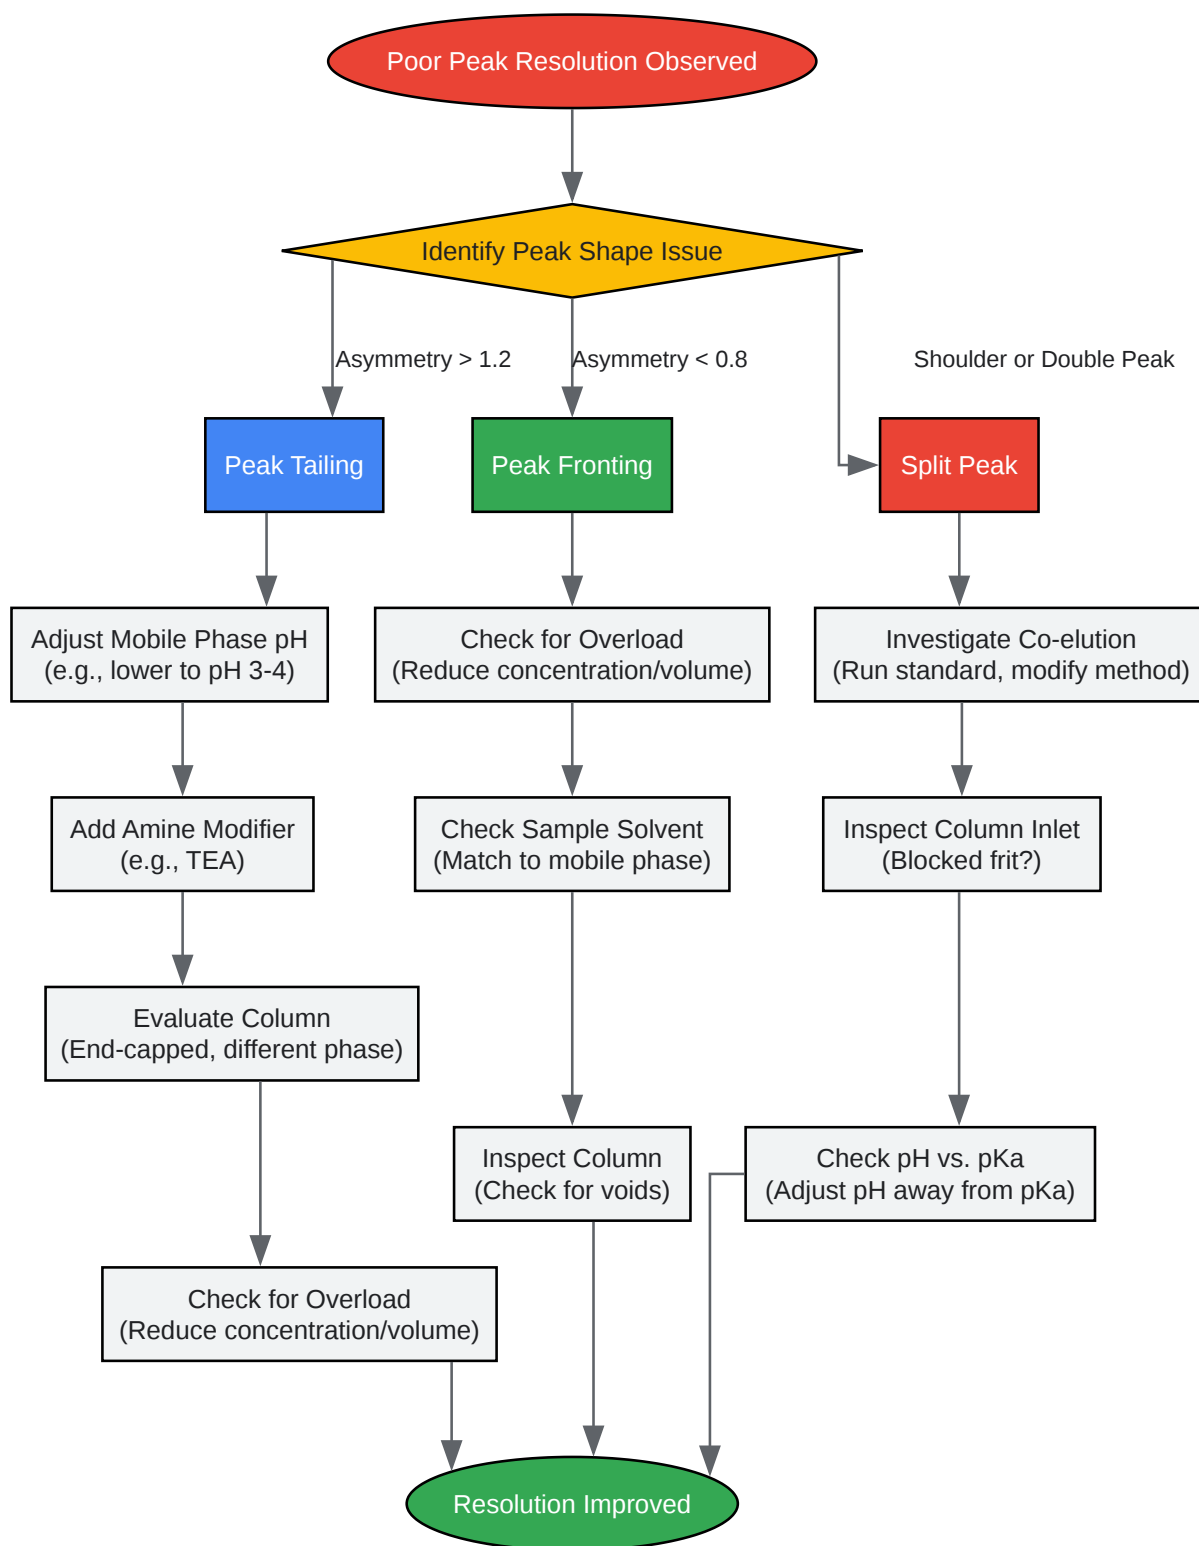 Poor Peak Resolution Observed
Identify Peak Shape Issue
Asymmetry > 1.2
Asymmetry < 0.8
Shoulder or Double Peak
Peak Tailing
Peak Fronting
Split Peak
Adjust Mobile Phase pH
(e.g., lower to pH 3-4)
Check for Overload
(Reduce concentration/volume)
Investigate Co-elution
(Run standard, modify method)
Add Amine Modifier
(e.g., TEA)
Check Sample Solvent
(Match to mobile phase)
Inspect Column Inlet
(Blocked frit?)
Evaluate Column
(End-capped, different phase)
Inspect Column
(Check for voids)
Check pH vs. pKa
(Adjust pH away from pKa)
Check for Overload
(Reduce concentration/volume)
Resolution Improved